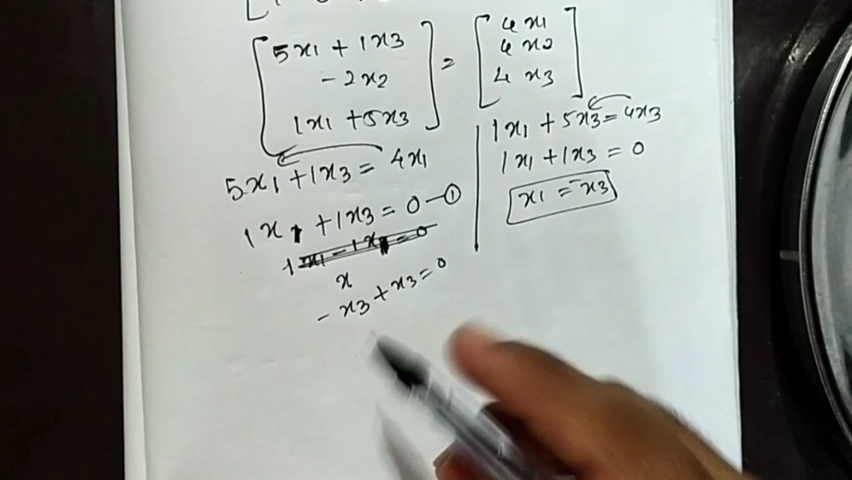 5x1 + 1x3 = 4x1
-2x2 4x2
1x1 + 5x3 4x3
5x1 + 1x3 = 4x1
1x1 + 1x3 = 0 —①
x
-x3 + x3 = 0
1x1 + 5x3 = 4x3
1x1 + 1x3 = 0
x1 = -x3